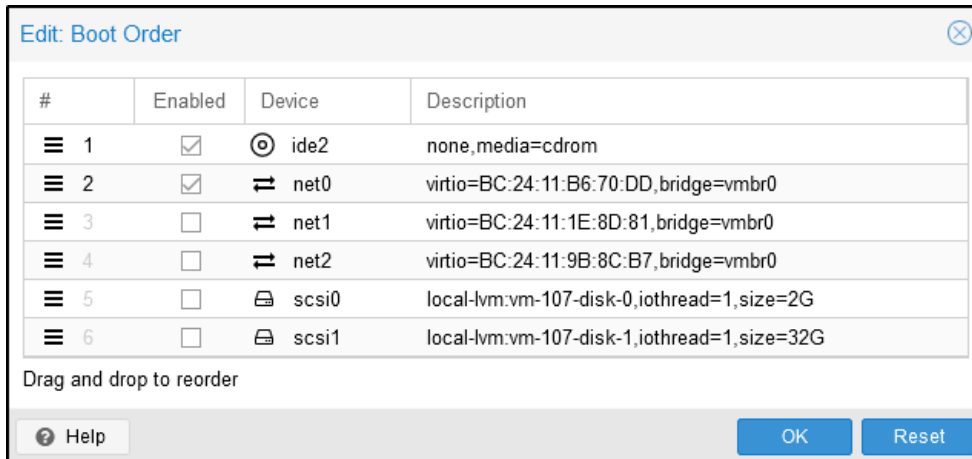 Edit: Boot Order
# Enabled Device Description
1 ide2 none,media=cdrom
2 net0 virtio=BC:24:11:B6:70:DD,bridge=vmbr0
3 net1 virtio=BC:24:11:1E:8D:81,bridge=vmbr0
4 net2 virtio=BC:24:11:9B:8C:B7,bridge=vmbr0
5 scsi0 local-lvm:vm-107-disk-0,iothread=1,size=2G
6 scsi1 local-lvm:vm-107-disk-1,iothread=1,size=32G
Drag and drop to reorder
Help OK Reset